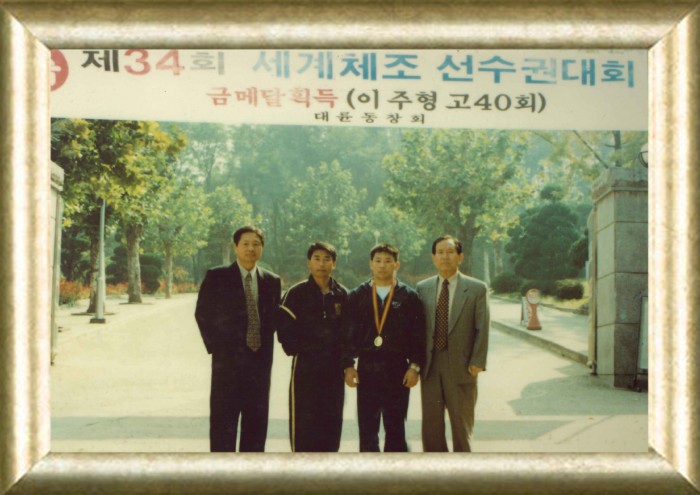 제34회 세계체조 선수권대회
금메달획득 (이주형 고40회)
대륜동창회